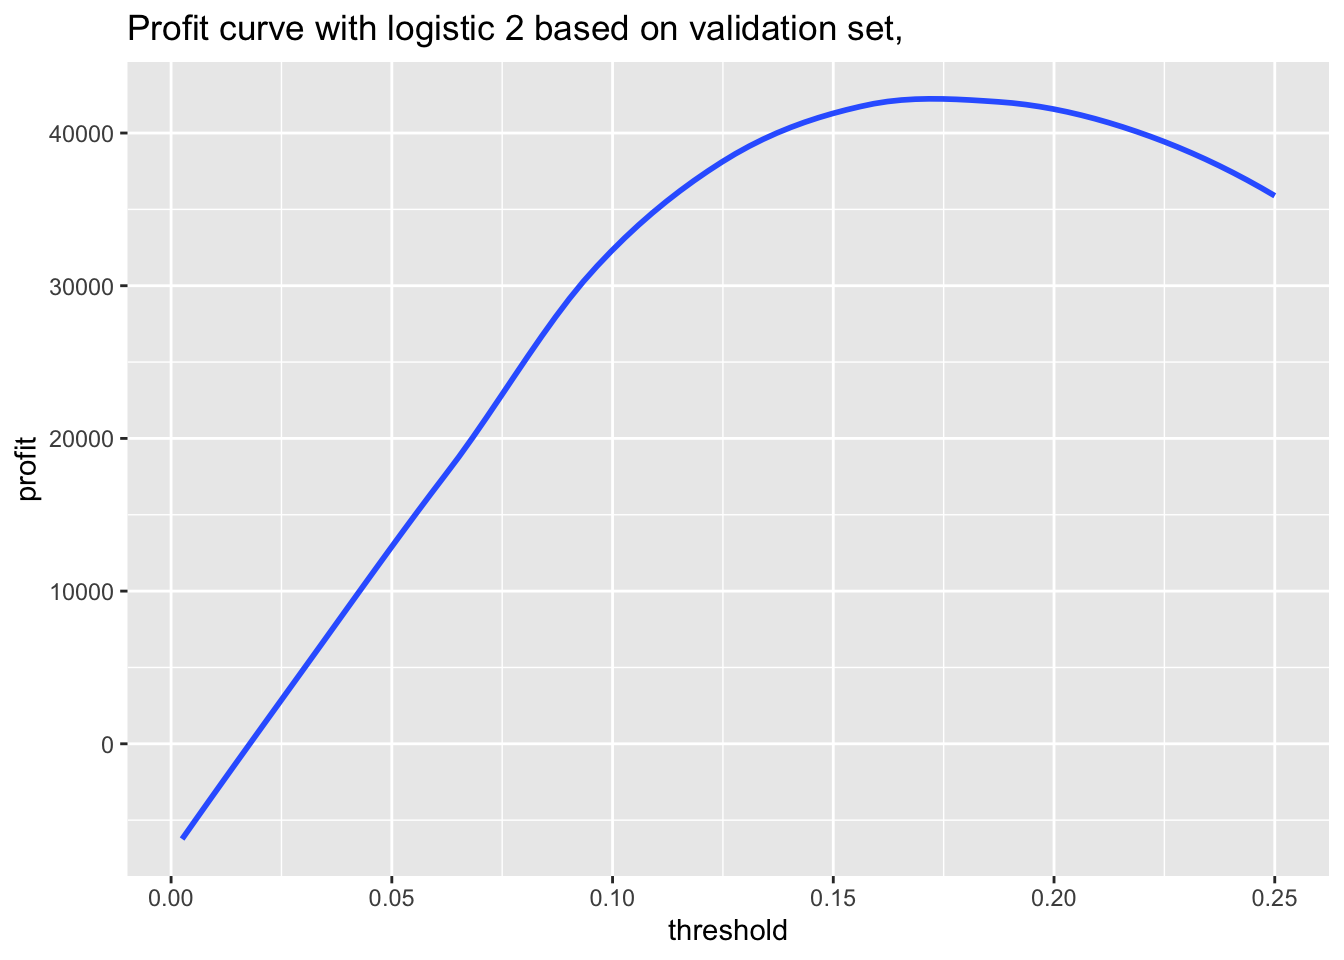 Profit curve with logistic 2 based on validation set,
40000
30000
20000
10000
0
profit
0.00 0.05 0.10 0.15 0.20 0.25
threshold